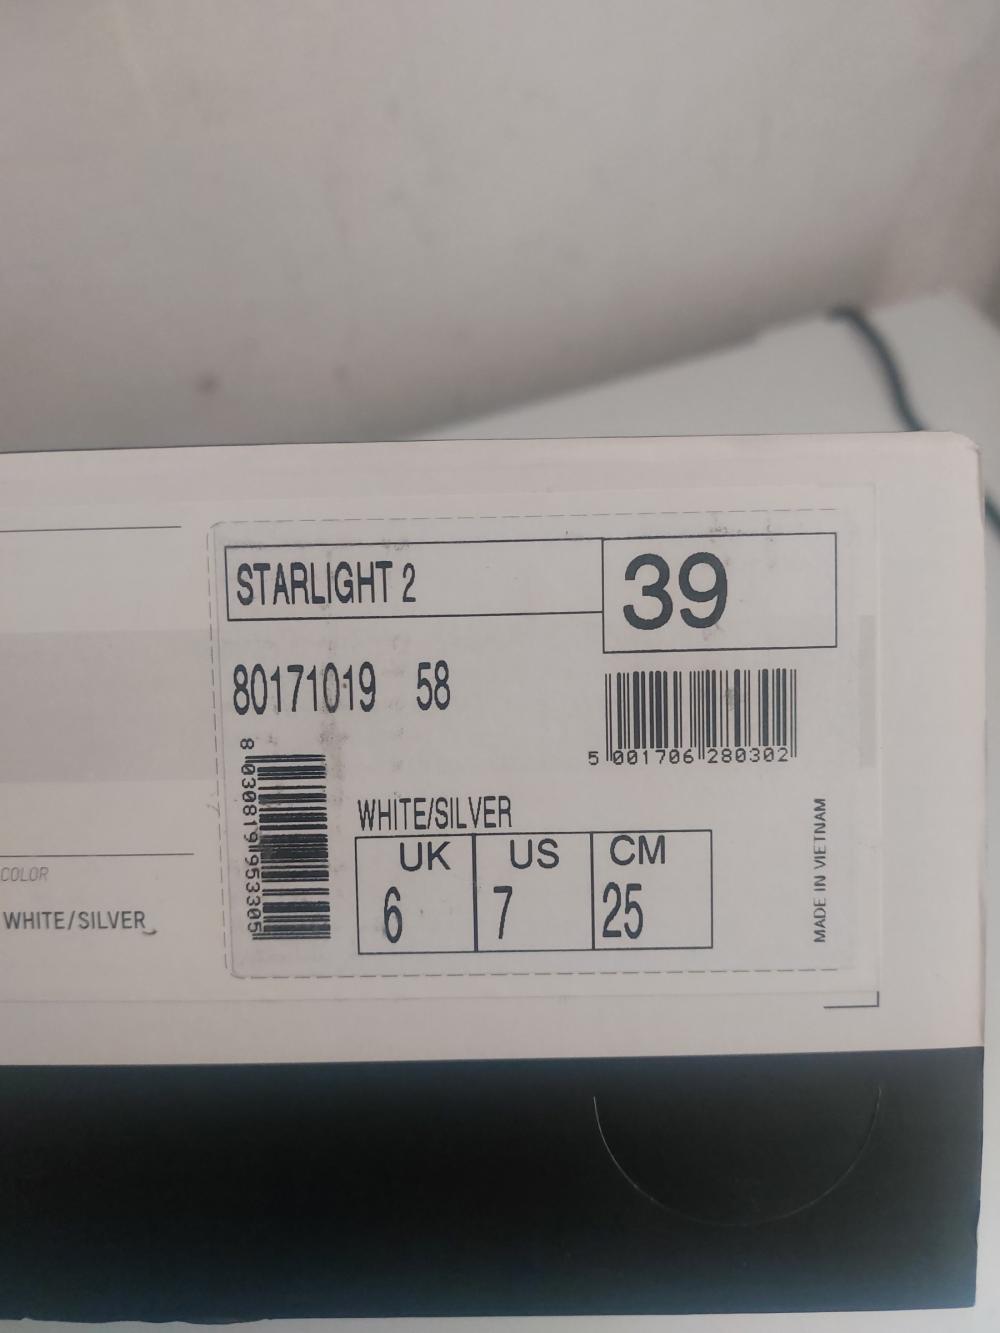 STARLIGHT 2
39
80171019 58
5 001706 280302
8 030819 953305
WHITE/SILVER
UK US CM
6 7 25
MADE IN VIETNAM
COLOR
WHITE/SILVER